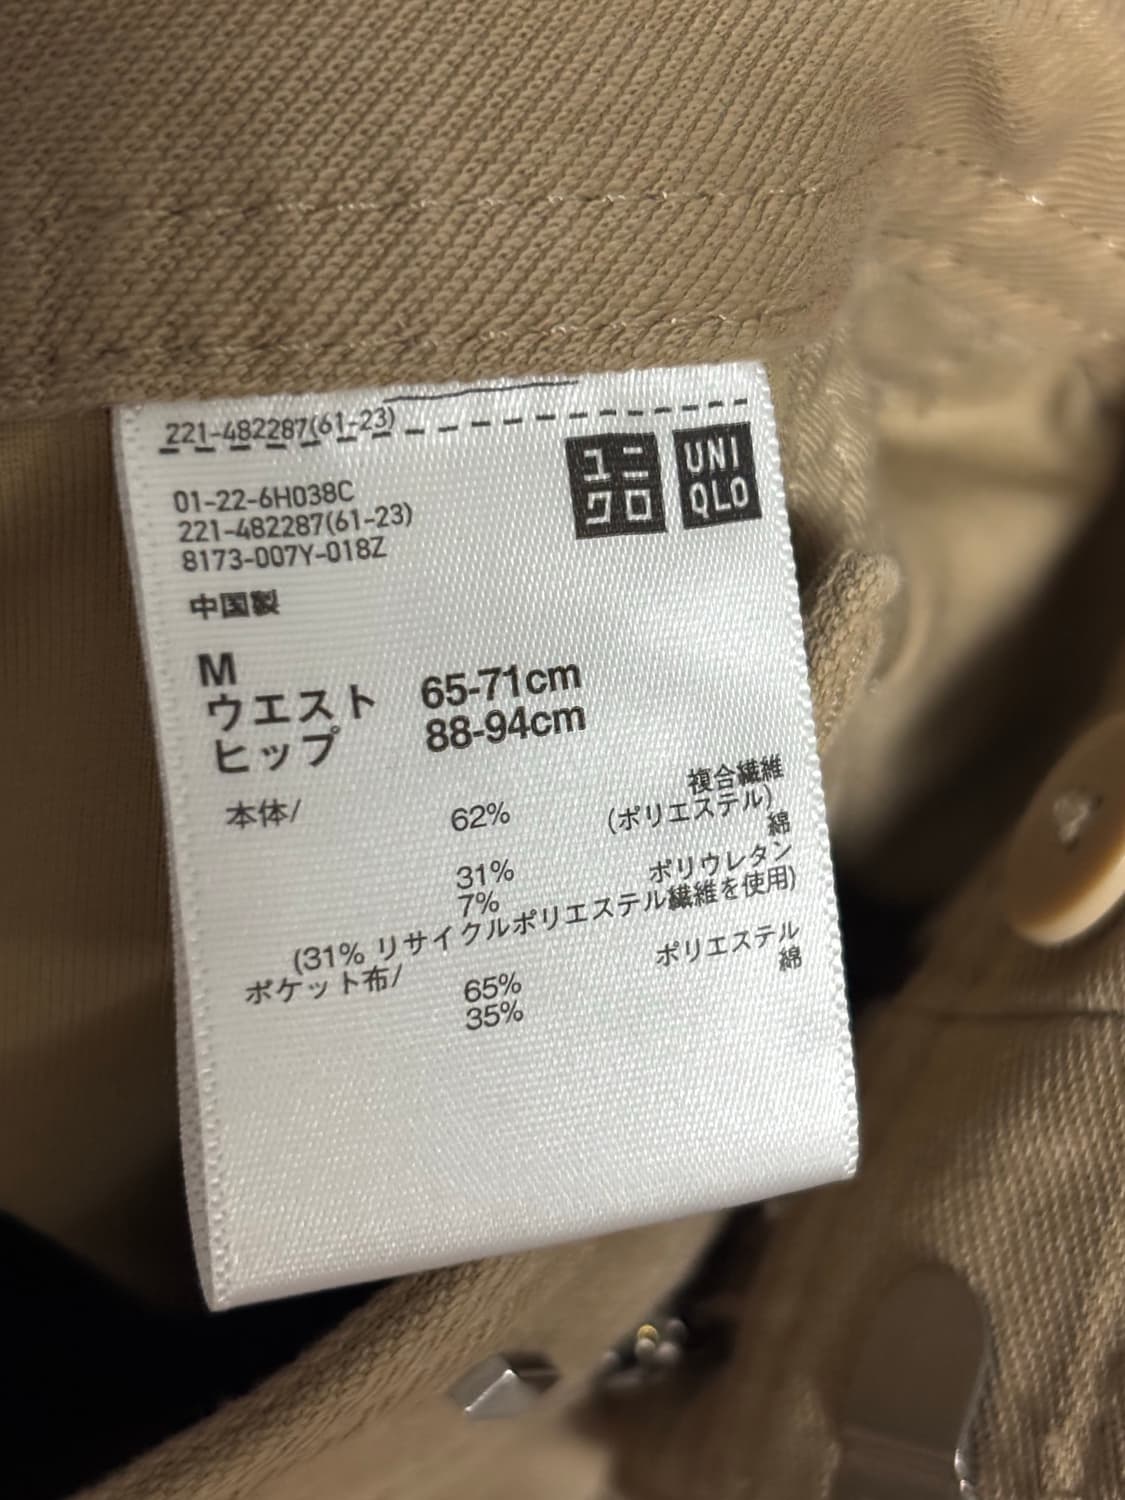 221-482287(61-23)
ユニクロ
UNIQLO
01-22-6H038C
221-482287(61-23)
8173-007Y-018Z
中国製
M
ウエスト 65-71cm
ヒップ 88-94cm
本体/ 62% 複合繊維
(ポリエステル)
31% 綿
7% ポリウレタン
(31% リサイクルポリエステル繊維を使用)
ポケット布/ 65% ポリエステル
35% 綿